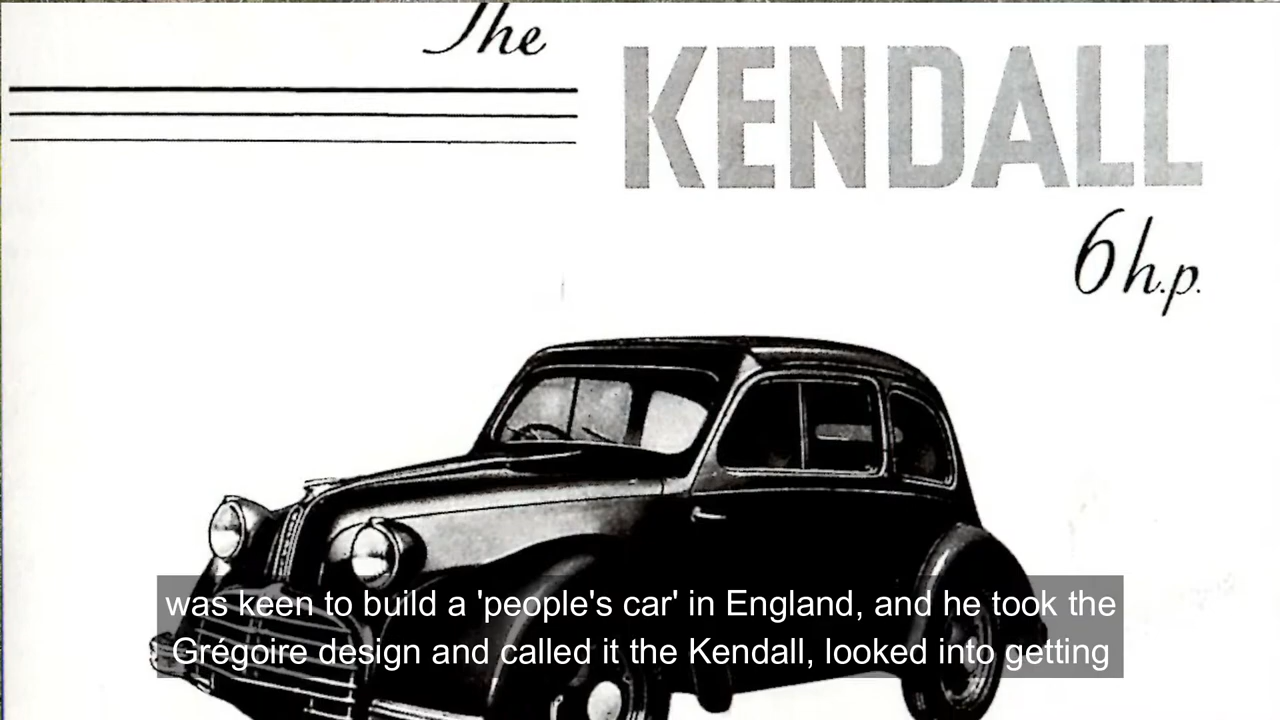 The
KENDALL
6 h.p.
was keen to build a 'people's car' in England, and he took the
Grégoire design and called it the Kendall, looked into getting